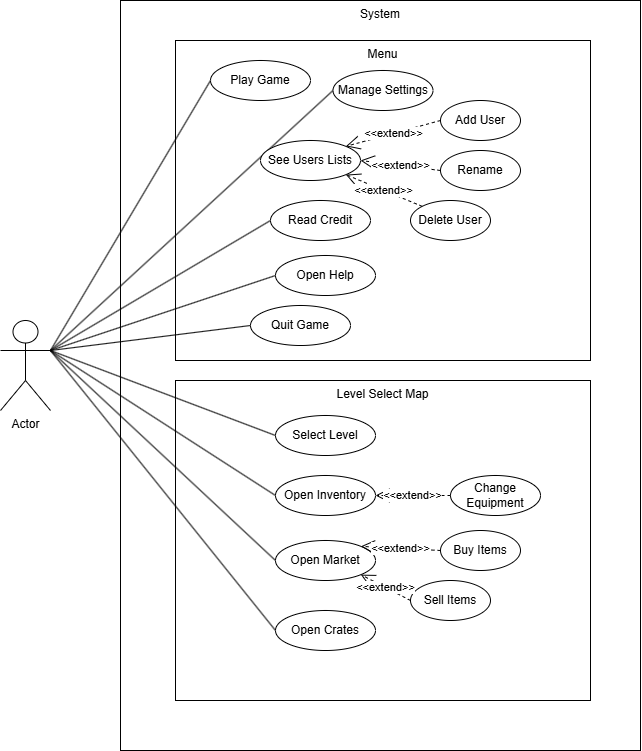 System
Menu
Play Game
Manage Settings
Add User
<<extend>>
See Users Lists
<<extend>>
Rename
<<extend>>
Read Credit
Delete User
Open Help
Quit Game
Actor
Level Select Map
Select Level
Open Inventory
<<extend>>
Change
Equipment
Open Market
<<extend>>
Buy Items
<<extend>>
Sell Items
Open Crates